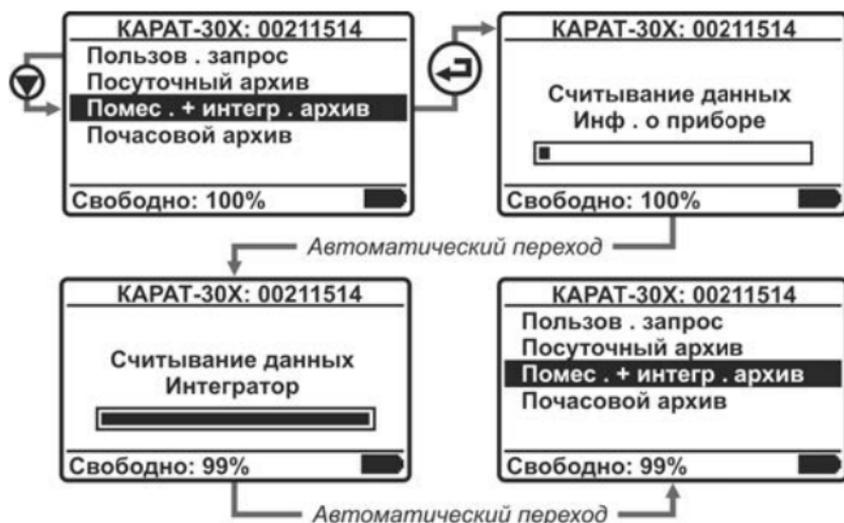 КАРАТ-30Х: 00211514
Пользов . запрос
Посуточный архив
Помес . + интегр . архив
Почасовой архив
Свободно: 100%
КАРАТ-30Х: 00211514
Считывание данных
Инф . о приборе
Свободно: 100%
Автоматический переход
КАРАТ-30Х: 00211514
Считывание данных
Интегратор
Свободно: 99%
КАРАТ-30Х: 00211514
Пользов . запрос
Посуточный архив
Помес . + интегр . архив
Почасовой архив
Свободно: 99%
Автоматический переход